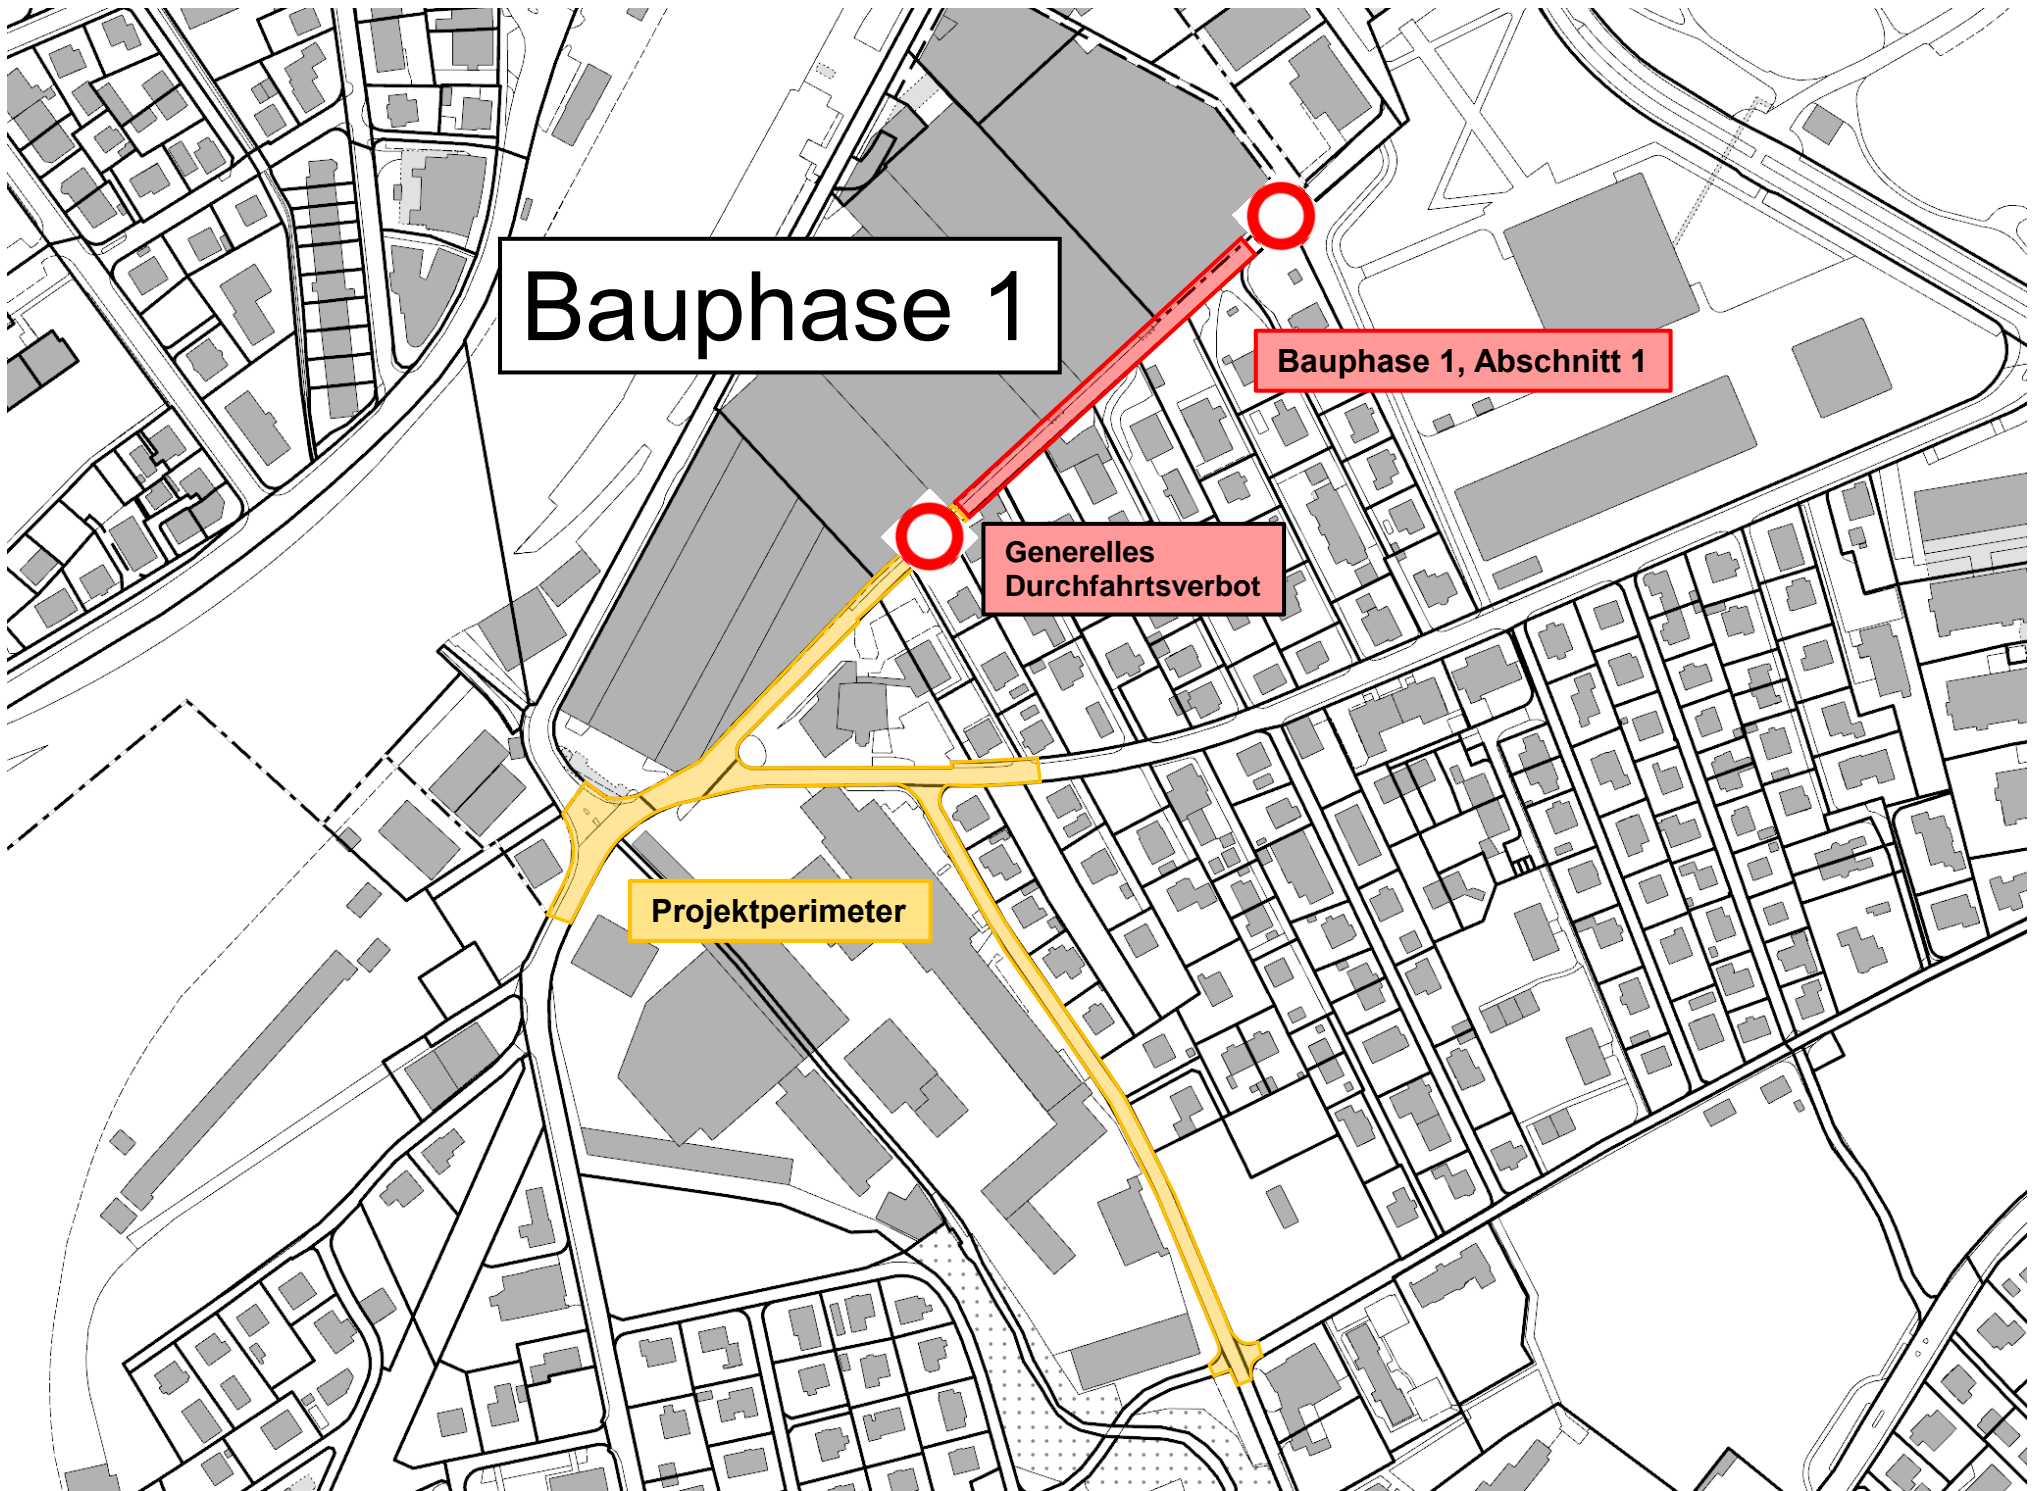 Bauphase 1
Bauphase 1, Abschnitt 1
Generelles
Durchfahrtsverbot
Projektperimeter